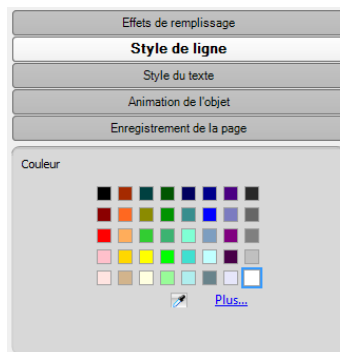 Effets de remplissage
Style de ligne
Style du texte
Animation de l'objet
Enregistrement de la page
Couleur
Plus...